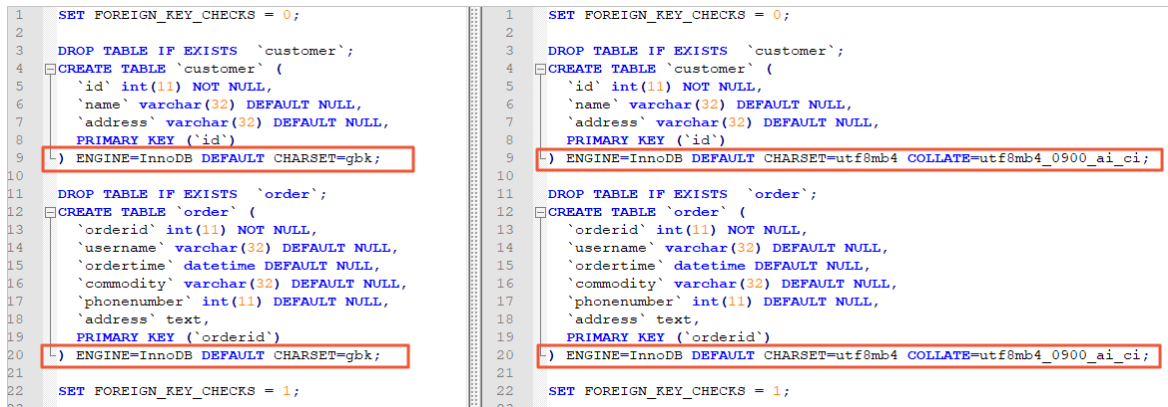 1 SET FOREIGN_KEY_CHECKS = 0;
2
3 DROP TABLE IF EXISTS `customer`;
4 CREATE TABLE `customer` (
5 `id` int(11) NOT NULL,
6 `name` varchar(32) DEFAULT NULL,
7 `address` varchar(32) DEFAULT NULL,
8 PRIMARY KEY (`id`)
9 ) ENGINE=InnoDB DEFAULT CHARSET=gbk;
10
11 DROP TABLE IF EXISTS `order`;
12 CREATE TABLE `order` (
13 `orderid` int(11) NOT NULL,
14 `username` varchar(32) DEFAULT NULL,
15 `ordertime` datetime DEFAULT NULL,
16 `commodity` varchar(32) DEFAULT NULL,
17 `phonenumber` int(11) DEFAULT NULL,
18 `address` text,
19 PRIMARY KEY (`orderid`)
20 ) ENGINE=InnoDB DEFAULT CHARSET=gbk;
21
22 SET FOREIGN_KEY_CHECKS = 1;
1 SET FOREIGN_KEY_CHECKS = 0;
2
3 DROP TABLE IF EXISTS `customer`;
4 CREATE TABLE `customer` (
5 `id` int(11) NOT NULL,
6 `name` varchar(32) DEFAULT NULL,
7 `address` varchar(32) DEFAULT NULL,
8 PRIMARY KEY (`id`)
9 ) ENGINE=InnoDB DEFAULT CHARSET=utf8mb4 COLLATE=utf8mb4_0900_ai_ci;
10
11 DROP TABLE IF EXISTS `order`;
12 CREATE TABLE `order` (
13 `orderid` int(11) NOT NULL,
14 `username` varchar(32) DEFAULT NULL,
15 `ordertime` datetime DEFAULT NULL,
16 `commodity` varchar(32) DEFAULT NULL,
17 `phonenumber` int(11) DEFAULT NULL,
18 `address` text,
19 PRIMARY KEY (`orderid`)
20 ) ENGINE=InnoDB DEFAULT CHARSET=utf8mb4 COLLATE=utf8mb4_0900_ai_ci;
21
22 SET FOREIGN_KEY_CHECKS = 1;